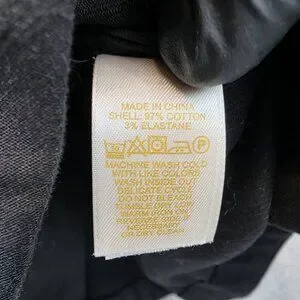 MADE IN CHINA
SHELL: 97% COTTON
3% ELASTANE
MACHINE WASH COLD
WITH LIKE COLORS
WASH INSIDE OUT
DELICATE CYCLE
DO NOT BLEACH
TUMBLE DRY LOW
WARM IRON ON
REVERSE SIDE IF
NECESSARY
OR DRY CLEAN